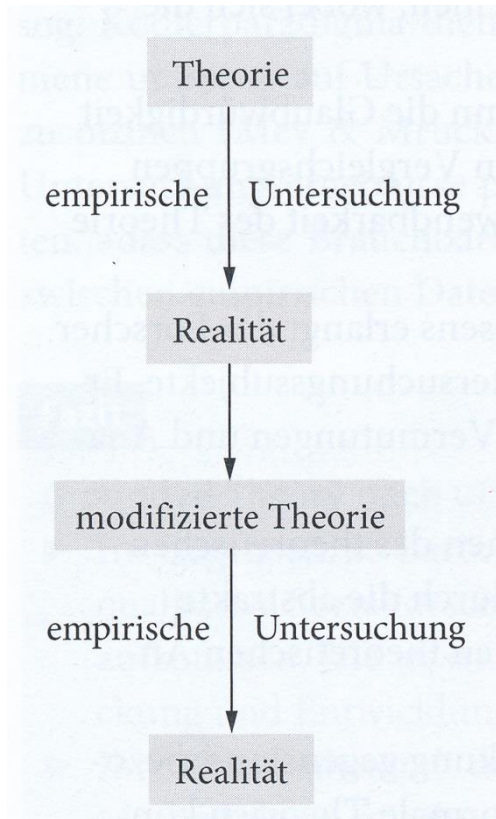 Theorie
empirische Untersuchung
Realität
modifizierte Theorie
empirische Untersuchung
Realität